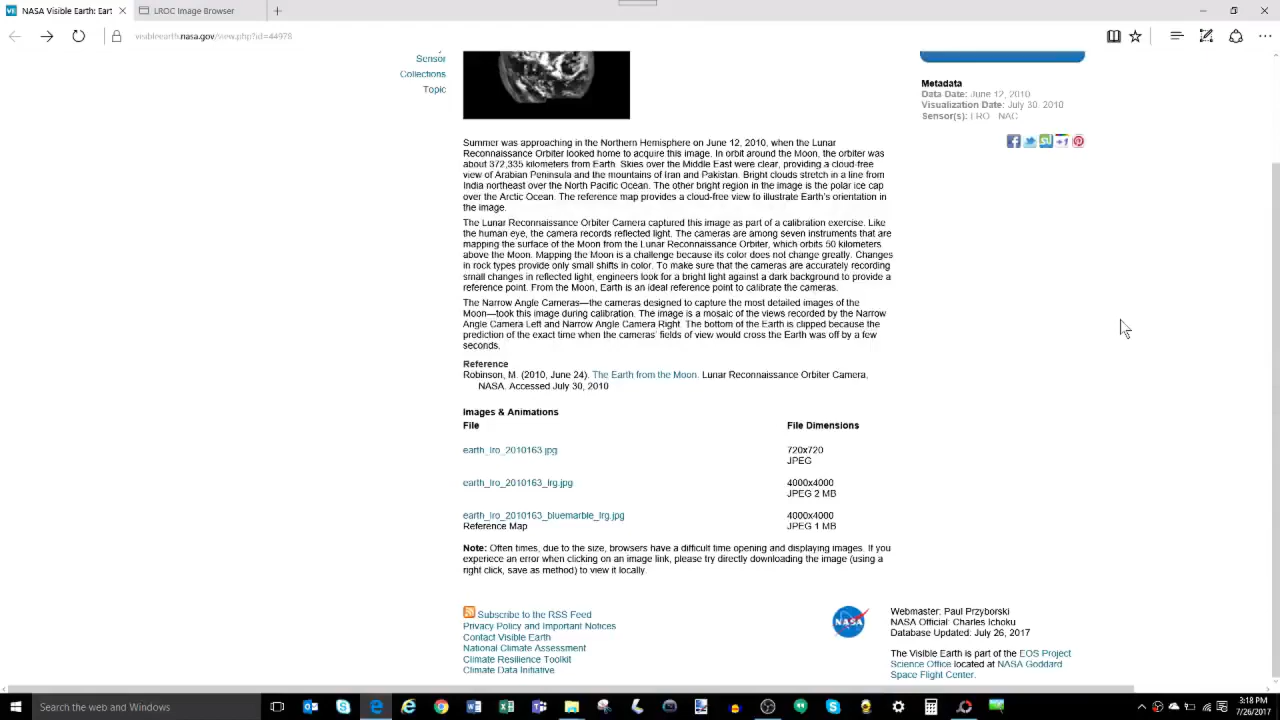 NASA Visible Earth: Eart
LROC Image Browser
visibleearth.nasa.gov/view.php?id=44978
Sensor
Collections
Topic
Metadata
Data Date: June 12, 2010
Visualization Date: July 30, 2010
Sensor(s): LRO - NAC
Summer was approaching in the Northern Hemisphere on June 12, 2010, when the Lunar
Reconnaissance Orbiter looked home to acquire this image. In orbit around the Moon, the orbiter was
about 372,335 kilometers from Earth. Skies over the Middle East were clear, providing a cloud-free
view of Arabian Peninsula and the mountains of Iran and Pakistan. Bright clouds stretch in a line from
India northeast over the North Pacific Ocean. The other bright region in the image is the polar ice cap
over the Arctic Ocean. The reference map provides a cloud-free view to illustrate Earth's orientation in
the image.
The Lunar Reconnaissance Orbiter Camera captured this image as part of a calibration exercise. Like
the human eye, the camera records reflected light. The cameras are among seven instruments that are
mapping the surface of the Moon from the Lunar Reconnaissance Orbiter, which orbits 50 kilometers
above the Moon. Mapping the Moon is a challenge because its color does not change greatly. Changes
in rock types provide only small shifts in color. To make sure that the cameras are accurately recording
small changes in reflected light, engineers look for a bright light against a dark background to provide a
reference point. From the Moon, Earth is an ideal reference point to calibrate the cameras.
The Narrow Angle Cameras—the cameras designed to capture the most detailed images of the
Moon—took this image during calibration. The image is a mosaic of the views recorded by the Narrow
Angle Camera Left and Narrow Angle Camera Right. The bottom of the Earth is clipped because the
prediction of the exact time when the cameras' fields of view would cross the Earth was off by a few
seconds.
Reference
Robinson, M. (2010, June 24). The Earth from the Moon. Lunar Reconnaissance Orbiter Camera,
NASA. Accessed July 30, 2010
Images & Animations
File File Dimensions
earth_lro_2010163.jpg 720x720
JPEG
earth_lro_2010163_lrg.jpg 4000x4000
JPEG 2 MB
earth_lro_2010163_bluemarble_lrg.jpg 4000x4000
Reference Map JPEG 1 MB
Note: Often times, due to the size, browsers have a difficult time opening and displaying images. If you
experiece an error when clicking on an image link, please try directly downloading the image (using a
right click, save as method) to view it locally.
Subscribe to the RSS Feed
Privacy Policy and Important Notices
Contact Visible Earth
National Climate Assessment
Climate Resilience Toolkit
Climate Data Initiative
NASA
Webmaster: Paul Przyborski
NASA Official: Charles Ichoku
Database Updated: July 26, 2017
The Visible Earth is part of the EOS Project
Science Office located at NASA Goddard
Space Flight Center.
Search the web and Windows
3:18 PM
7/26/2017